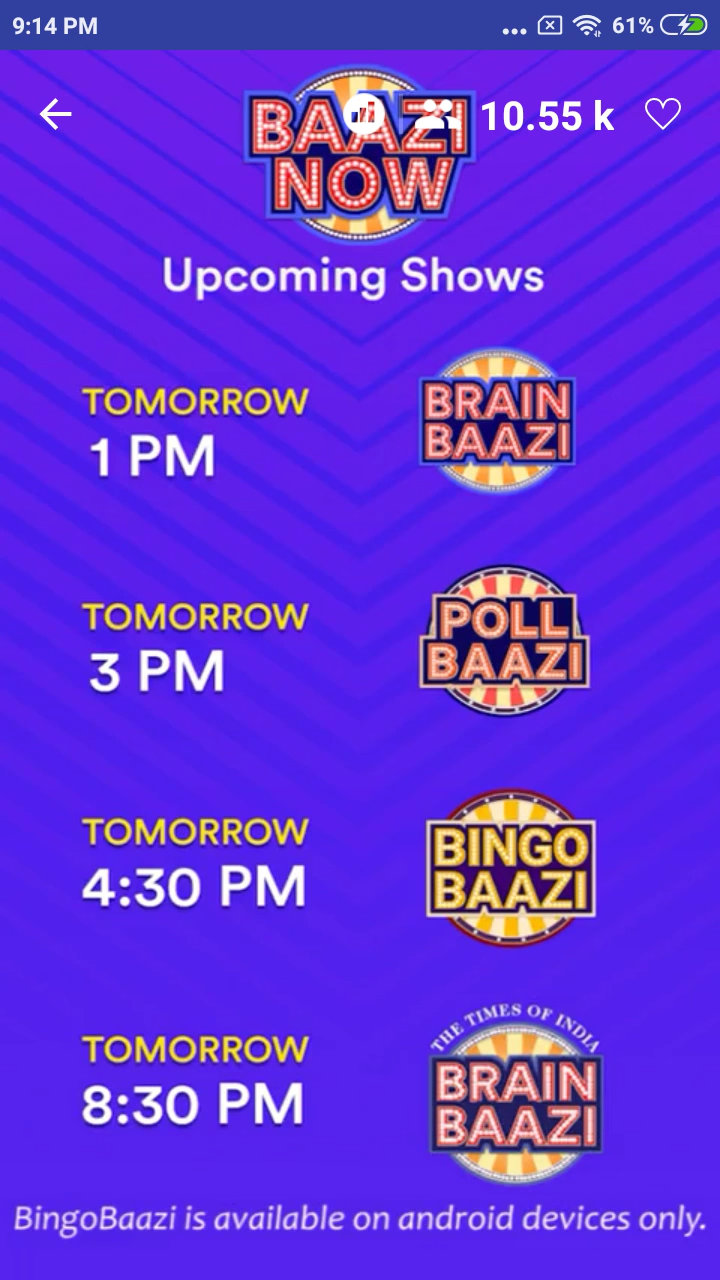 9:14 PM
61%
BAAZI
NOW
10.55 k
Upcoming Shows
TOMORROW
1 PM
BRAIN
BAAZI
TOMORROW
3 PM
POLL
BAAZI
TOMORROW
4:30 PM
BINGO
BAAZI
TOMORROW
8:30 PM
THE TIMES OF INDIA
BRAIN
BAAZI
BingoBaazi is available on android devices only.